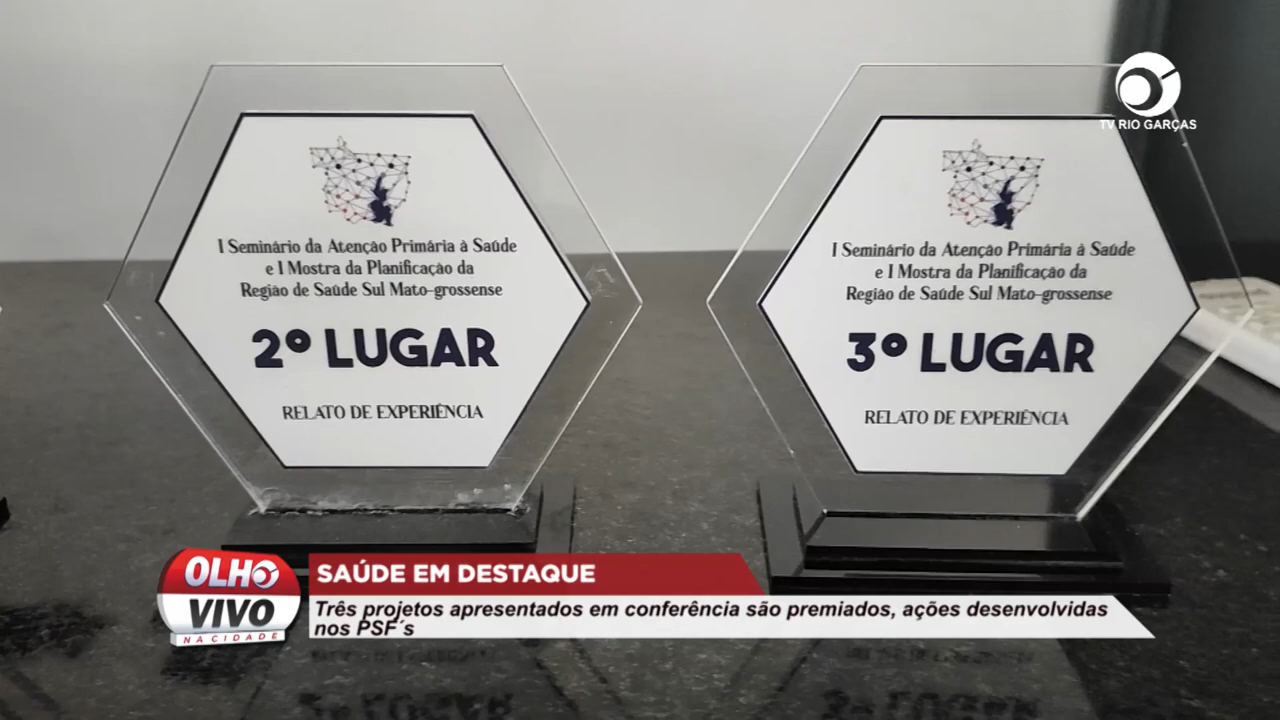 TV RIO GARÇAS
I Seminário da Atenção Primária à Saúde
e I Mostra da Planificação da
Região de Saúde Sul Mato-grossense
2º LUGAR
RELATO DE EXPERIÊNCIA
I Seminário da Atenção Primária à Saúde
e I Mostra da Planificação da
Região de Saúde Sul Mato-grossense
3º LUGAR
RELATO DE EXPERIÊNCIA
OLHO
VIVO
NA CIDADE
SAÚDE EM DESTAQUE
Três projetos apresentados em conferência são premiados, ações desenvolvidas
nos PSF´s